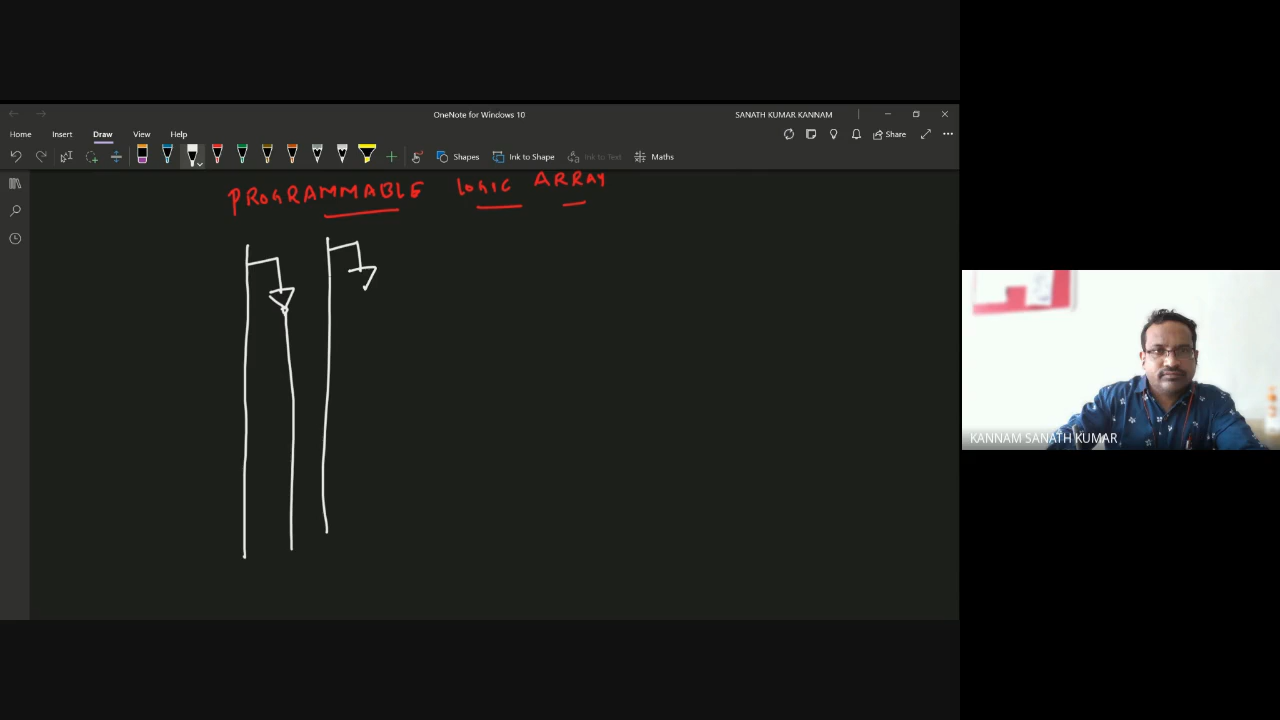 OneNote for Windows 10
SANATH KUMAR KANNAM
Home Insert Draw View Help
Share
Shapes Ink to Shape Ink to Text Maths
PROGRAMMABLE LOGIC ARRAY
KANNAM SANATH KUMAR